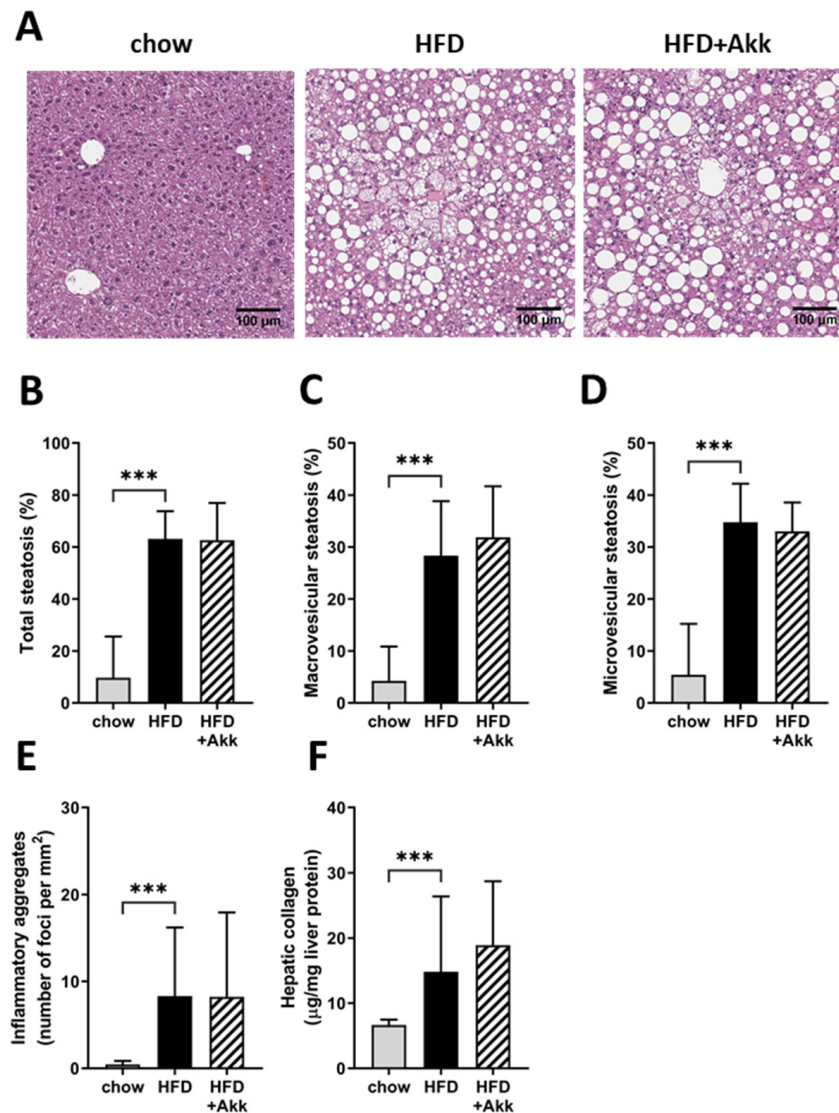 A
chow
HFD
HFD+Akk
100 µm
100 µm
100 µm
B
Total steatosis (%)
100
80
60
40
20
0
***
chow
HFD
HFD
+Akk
C
Macrovesicular steatosis (%)
50
40
30
20
10
0
***
chow
HFD
HFD
+Akk
D
Microvesicular steatosis (%)
50
40
30
20
10
0
***
chow
HFD
HFD
+Akk
E
Inflammatory aggregates
(number of foci per mm²)
30
20
10
0
***
chow
HFD
HFD
+Akk
F
Hepatic collagen
(µg/mg liver protein)
40
30
20
10
0
***
chow
HFD
HFD
+Akk